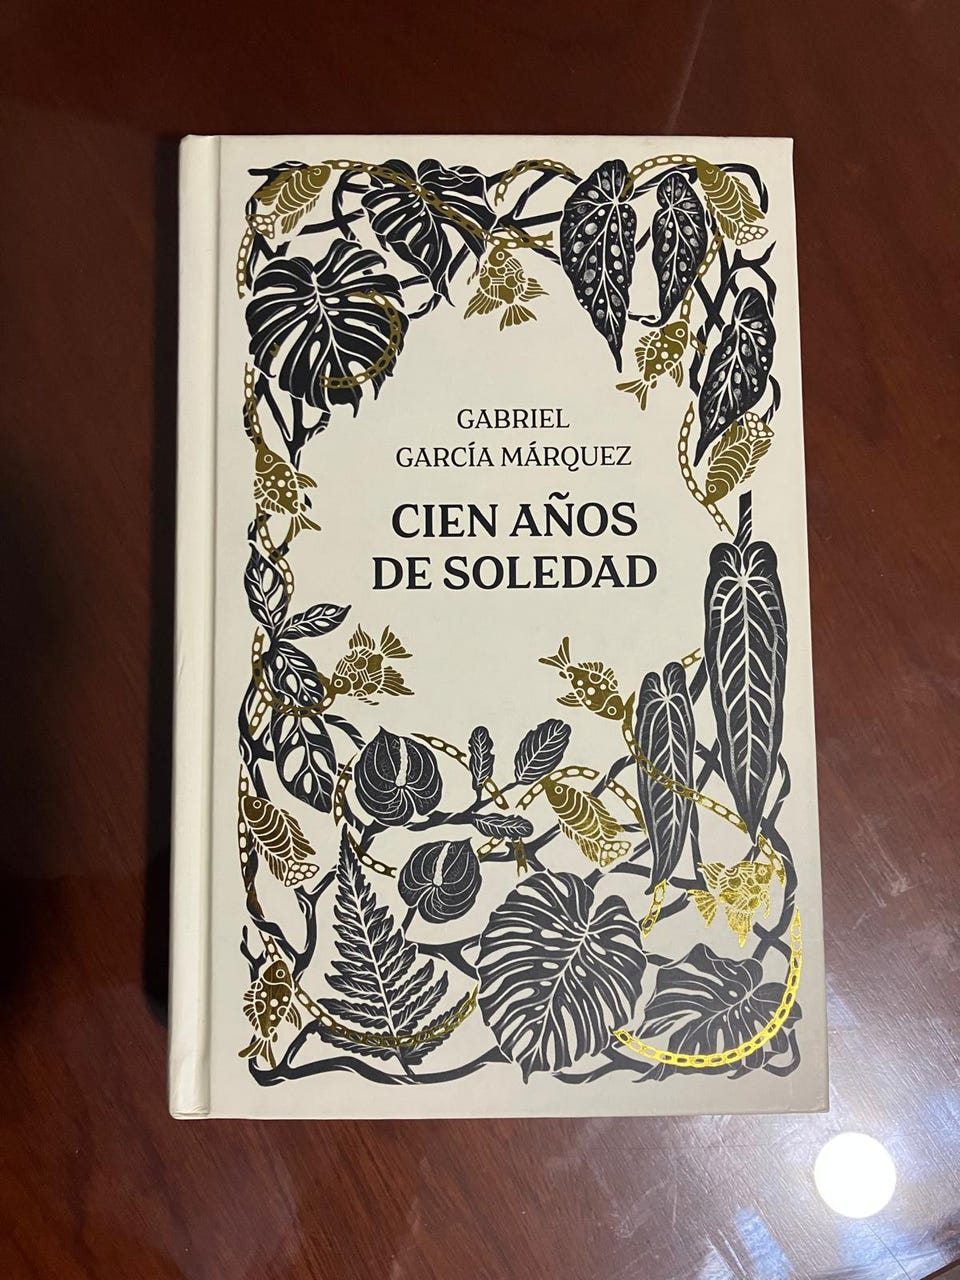 GABRIEL
GARCÍA MÁRQUEZ
CIEN AÑOS
DE SOLEDAD